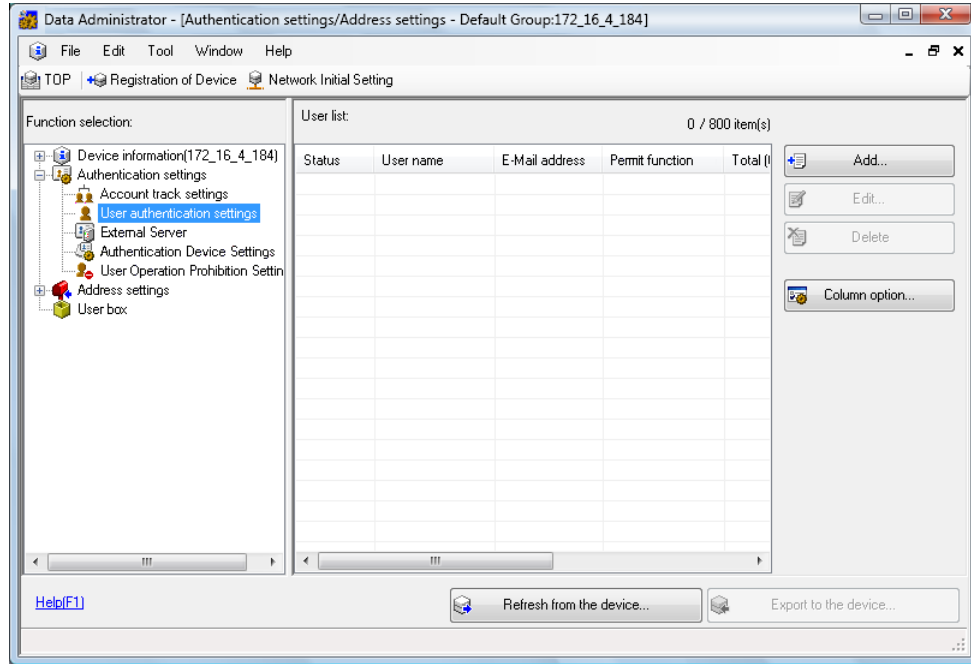 Data Administrator - [Authentication settings/Address settings - Default Group:172_16_4_184]
File Edit Tool Window Help
TOP Registration of Device Network Initial Setting
Function selection:
Device information(172_16_4_184)
Authentication settings
Account track settings
User authentication settings
External Server
Authentication Device Settings
User Operation Prohibition Settin
Address settings
User box
User list:
0 / 800 item(s)
Status User name E-Mail address Permit function Total (
Add...
Edit...
Delete
Column option...
Help(F1)
Refresh from the device...
Export to the device...